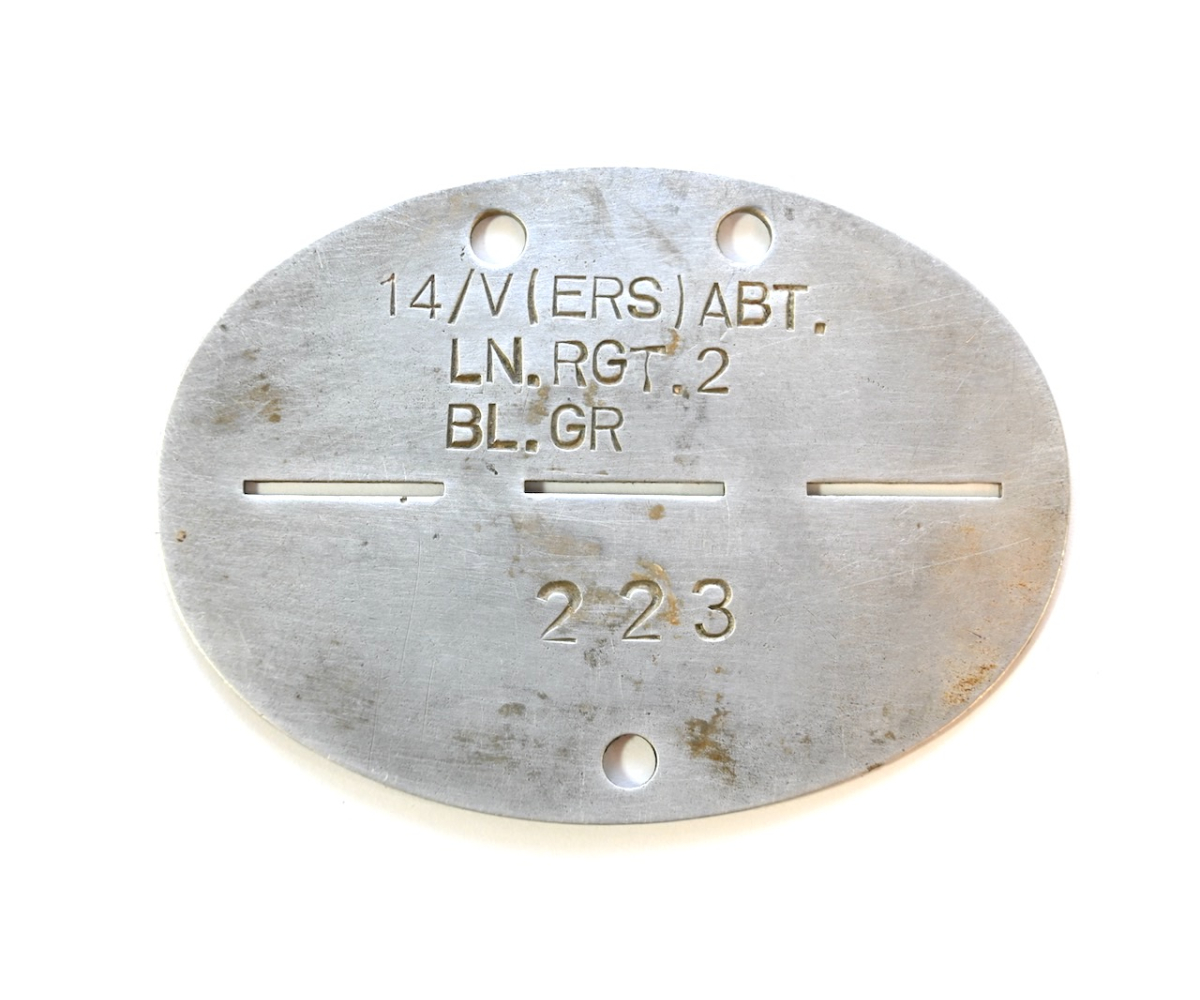 14/V(ERS)ABT.
LN.RGT.2
BL.GR
223